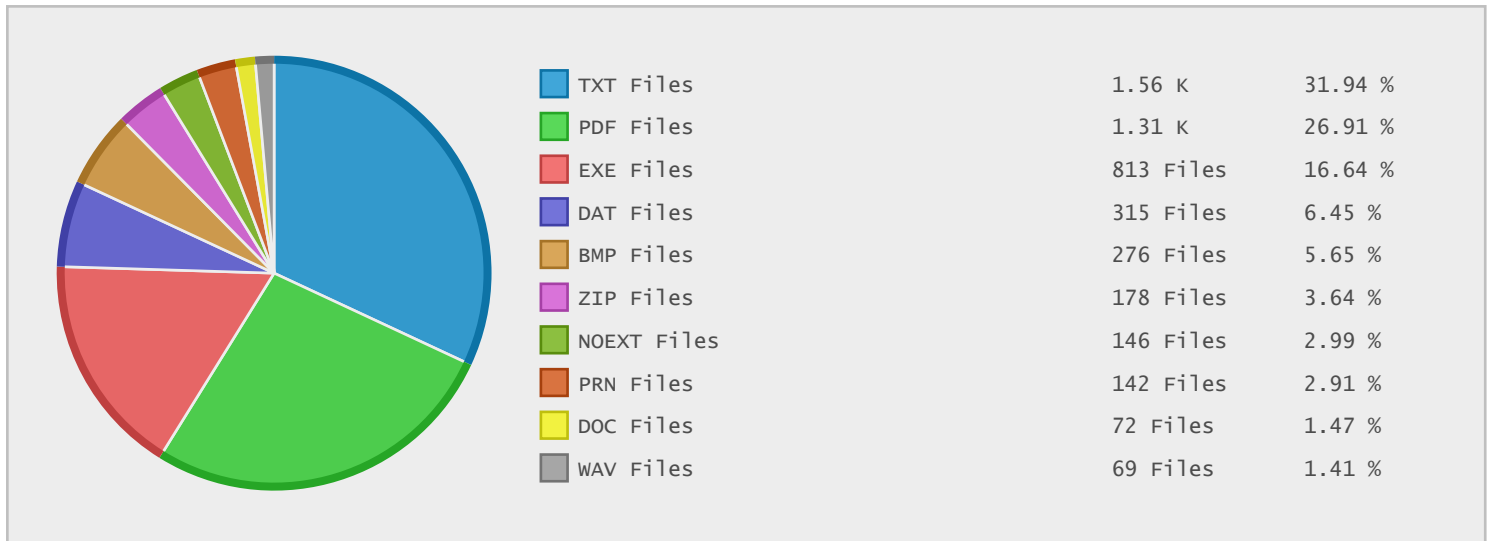 TXT Files 1.56 K 31.94 %
PDF Files 1.31 K 26.91 %
EXE Files 813 Files 16.64 %
DAT Files 315 Files 6.45 %
BMP Files 276 Files 5.65 %
ZIP Files 178 Files 3.64 %
NOEXT Files 146 Files 2.99 %
PRN Files 142 Files 2.91 %
DOC Files 72 Files 1.47 %
WAV Files 69 Files 1.41 %